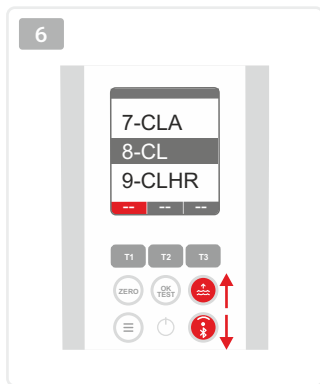 6
7-CLA
8-CL
9-CLHR
-- -- --
T1 T2 T3
ZERO OK TEST